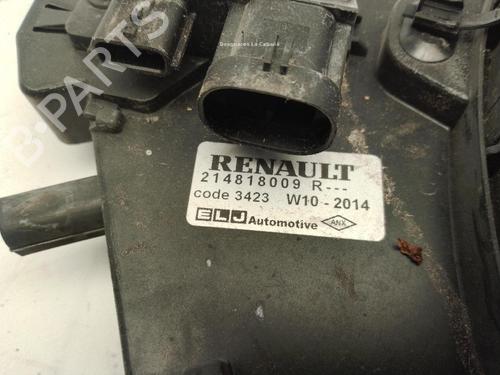 Desguaces La Cabaña
B-PARTS
RENAULT
214818009 R---
code 3423 W10 - 2014
ELJ Automotive ANX